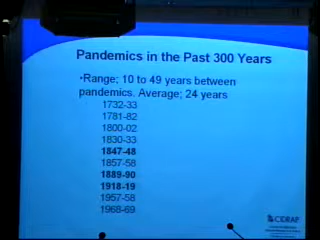 Pandemics in the Past 300 Years
•Range; 10 to 49 years between
pandemics. Average; 24 years
1732-33
1781-82
1800-02
1830-33
1847-48
1857-58
1889-90
1918-19
1957-58
1968-69
CIDRAP